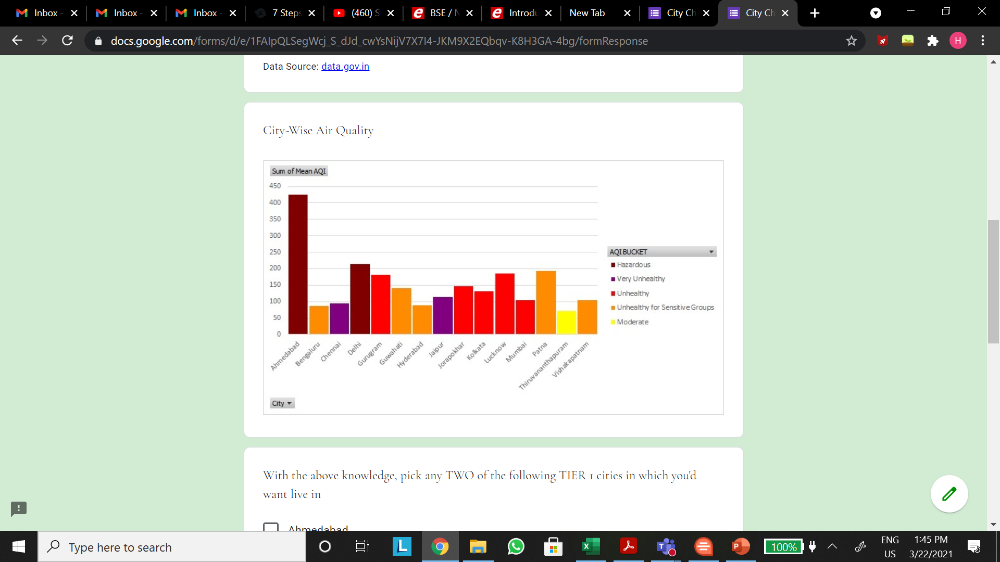 Inbox -
Inbox -
Inbox -
7 Steps
(460) S
BSE / N
Introdu
New Tab
City Ch
City Ch
docs.google.com/forms/d/e/1FAIpQLSegWcj_S_dJd_cwYsNijV7X7I4-JKM9X2EQbqv-K8H3GA-4bg/formResponse
H
Data Source: data.gov.in
City-Wise Air Quality
Sum of Mean AQI
450
400
350
300
250
200
150
100
50
0
Ahmedabad
Bengaluru
Chennai
Delhi
Gurugram
Guwahati
Hyderabad
Jaipur
Jorapokhar
Kolkata
Lucknow
Mumbai
Patna
Thiruvananthapuram
Vishakapatnam
AQI BUCKET
Hazardous
Very Unhealthy
Unhealthy
Unhealthy for Sensitive Groups
Moderate
City
With the above knowledge, pick any TWO of the following TIER 1 cities in which you'd
want live in
Ahmedabad
Type here to search
100%
ENG
US
1:45 PM
3/22/2021